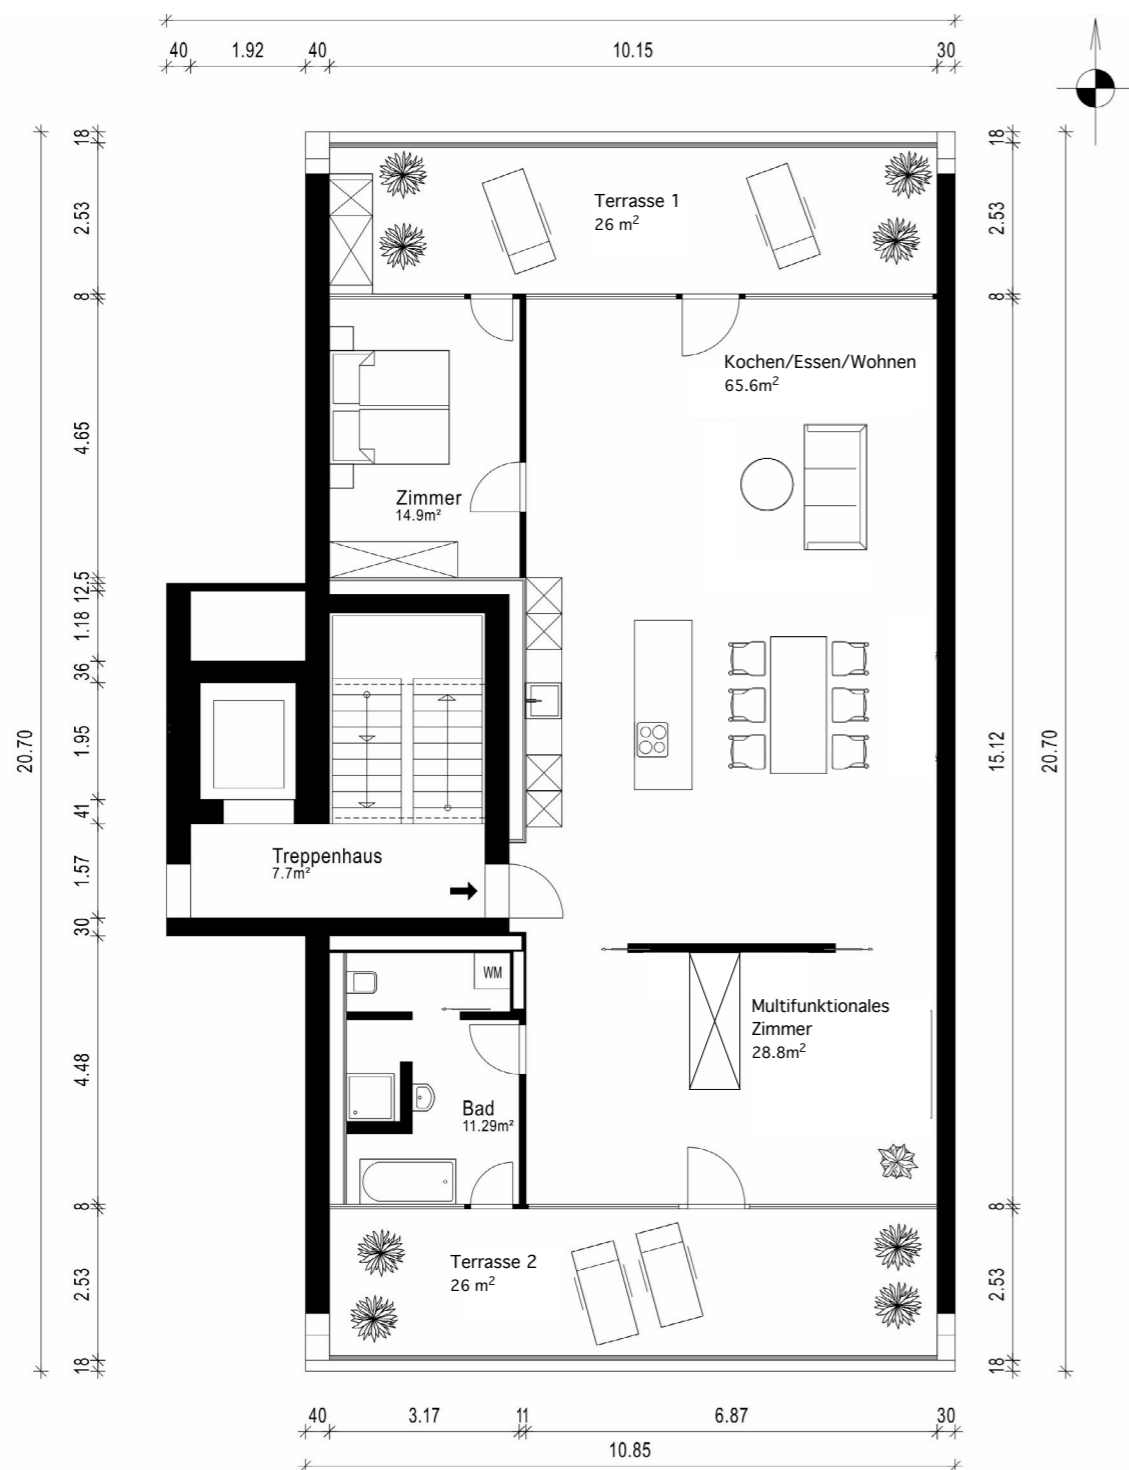 40 1.92 40 10.15 30
18
2.53
8
4.65
12.5
1.18
36
1.95
41
1.57
30
4.48
8
2.53
18
20.70
Terrasse 1
26 m²
Kochen/Essen/Wohnen
65.6m²
Zimmer
14.9m²
Treppenhaus
7.7m²
WM
Multifunktionales
Zimmer
28.8m²
Bad
11.29m²
Terrasse 2
26 m²
18
2.53
8
15.12
8
2.53
18
20.70
40 3.17 11 6.87 30
10.85